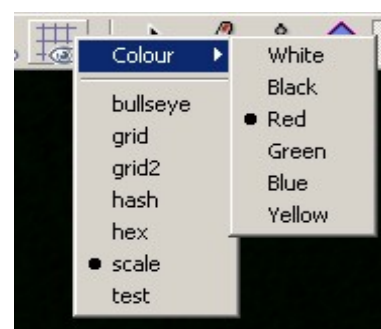 Colour
bullseye
grid
grid2
hash
hex
scale
test
White
Black
Red
Green
Blue
Yellow